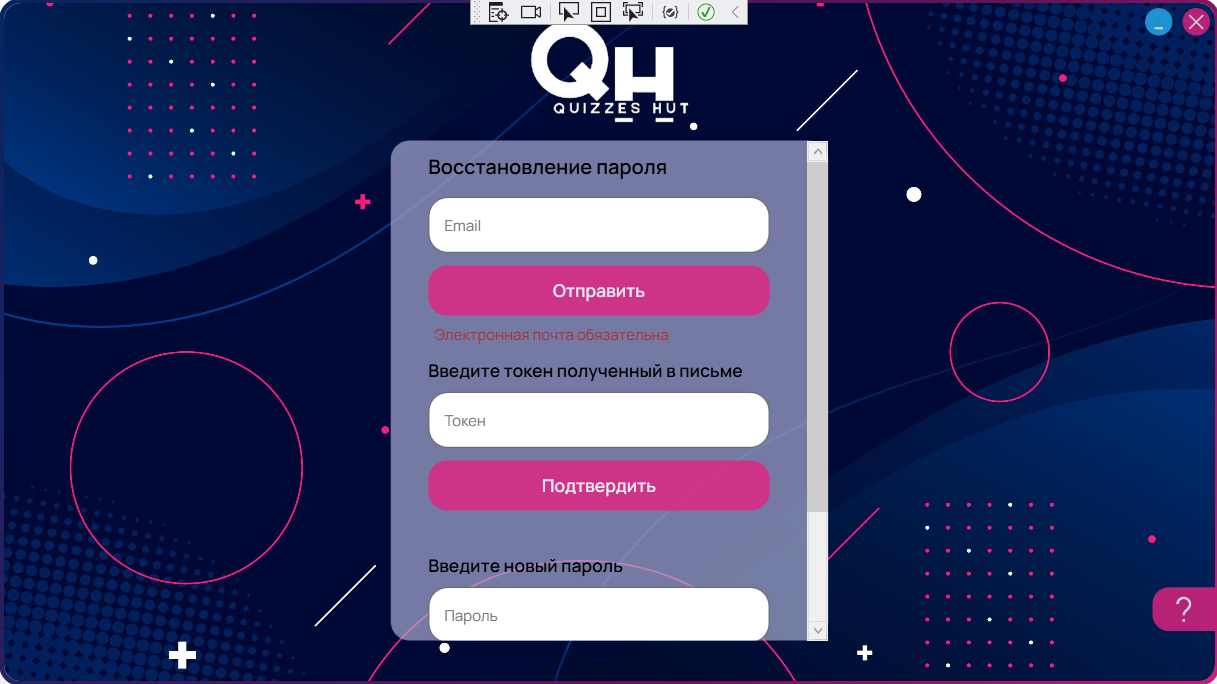 QH
QUIZZES HUT
Восстановление пароля
Email
Отправить
Электронная почта обязательна
Введите токен полученный в письме
Токен
Подтвердить
Введите новый пароль
Пароль
?